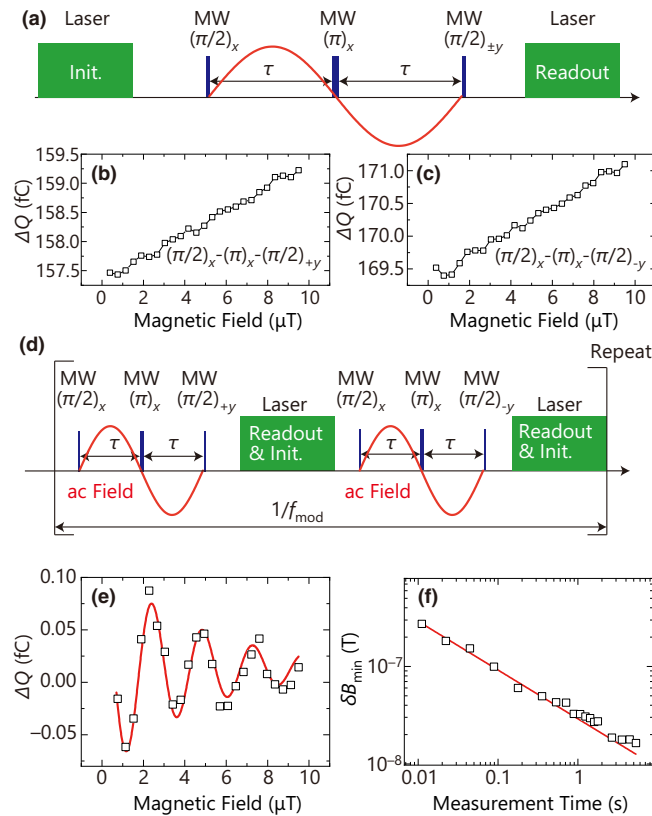 (a)
Laser MW MW MW Laser
(π/2)x (π)x (π/2)±y
Init. τ τ Readout
(b)
159.5
159.0
158.5
158.0
157.5
ΔQ (fC)
(π/2)x-(π)x-(π/2)+y
0 2 4 6 8 10
Magnetic Field (μT)
(c)
171.0
170.5
170.0
169.5
ΔQ (fC)
(π/2)x-(π)x-(π/2)-y
0 2 4 6 8 10
Magnetic Field (μT)
(d)
Repeat
MW MW MW Laser MW MW MW Laser
(π/2)x (π)x (π/2)+y (π/2)x (π)x (π/2)-y
τ τ Readout & Init. τ τ Readout & Init.
ac Field ac Field
1/fmod
(e)
0.10
0.05
0.00
−0.05
ΔQ (fC)
0 2 4 6 8 10
Magnetic Field (μT)
(f)
10-7
10-8
δBmin (T)
0.01 0.1 1
Measurement Time (s)